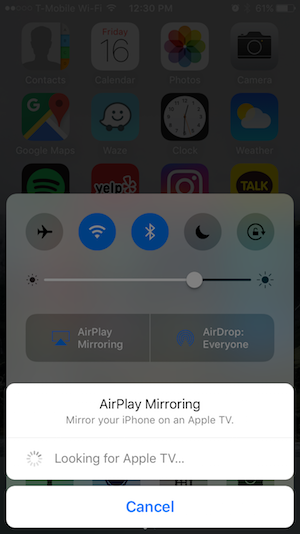 T-Mobile Wi-Fi 12:30 PM 51%
FRIDAY
16
Contacts Calendar Photos Camera
G
Google Maps Waze Clock Weather
yelp TALK
AirPlay Mirroring
AirDrop: Everyone
AirPlay Mirroring
Mirror your iPhone on an Apple TV.
Looking for Apple TV...
Cancel